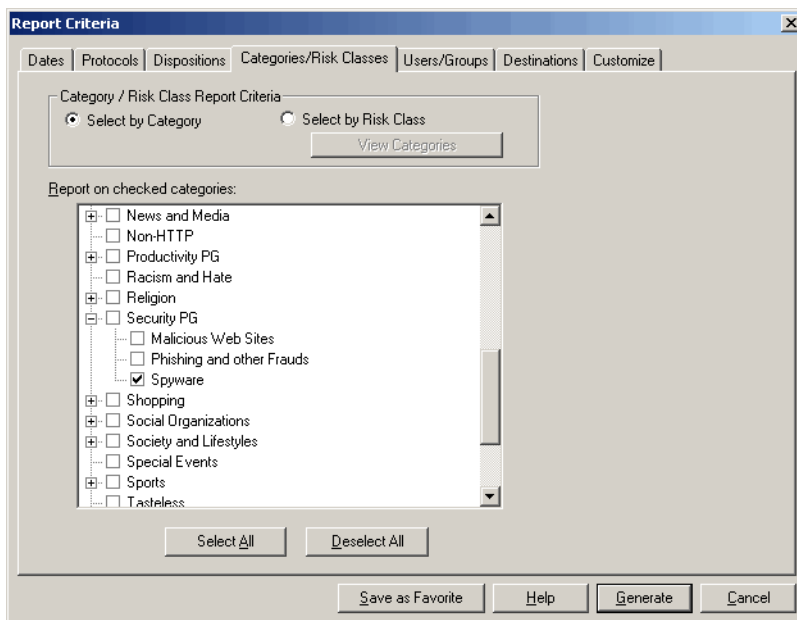 Report Criteria
Dates Protocols Dispositions Categories/Risk Classes Users/Groups Destinations Customize
Category / Risk Class Report Criteria
Select by Category Select by Risk Class
View Categories
Report on checked categories:
News and Media
Non-HTTP
Productivity PG
Racism and Hate
Religion
Security PG
Malicious Web Sites
Phishing and other Frauds
Spyware
Shopping
Social Organizations
Society and Lifestyles
Special Events
Sports
Tasteless
Select All Deselect All
Save as Favorite Help Generate Cancel